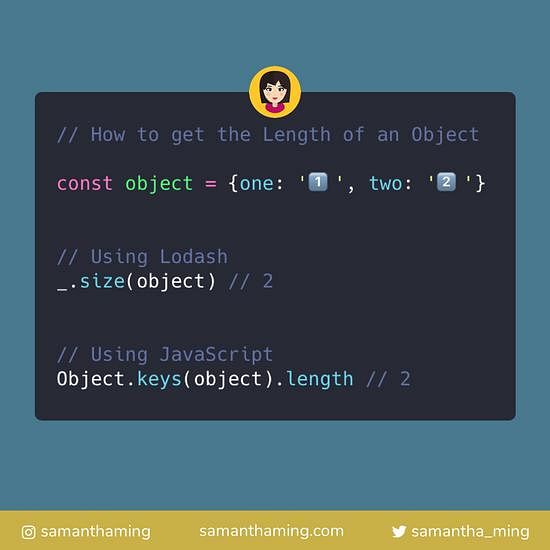 // How to get the Length of an Object
const object = {one: '1️⃣', two: '2️⃣'}
// Using Lodash
_.size(object) // 2
// Using JavaScript
Object.keys(object).length // 2
samanthaming
samanthaming.com
samantha_ming